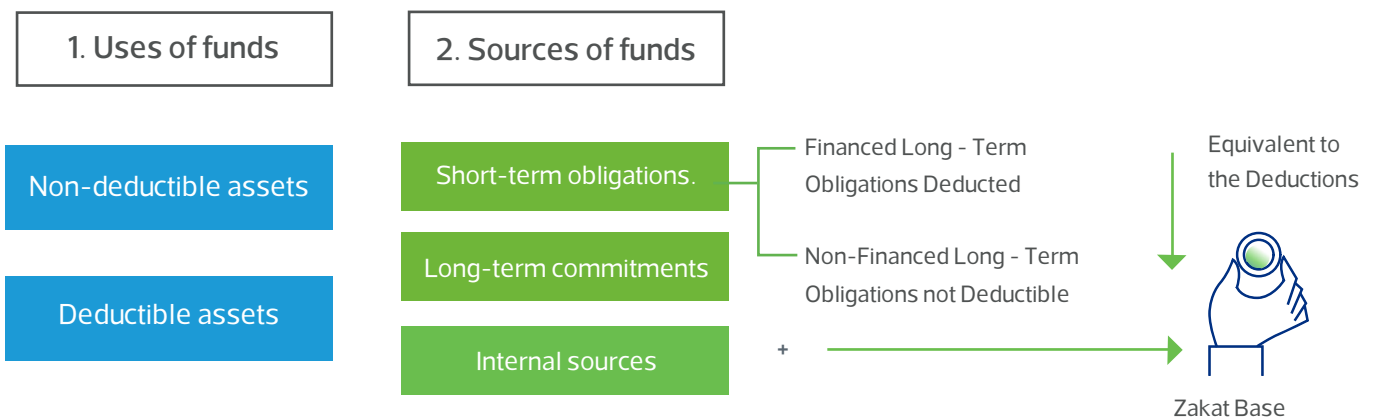 1. Uses of funds
2. Sources of funds
Non-deductible assets
Deductible assets
Short-term obligations.
Long-term commitments
Internal sources
Financed Long - Term
Obligations Deducted
Non-Financed Long - Term
Obligations not Deductible
+
Equivalent to
the Deductions
Zakat Base